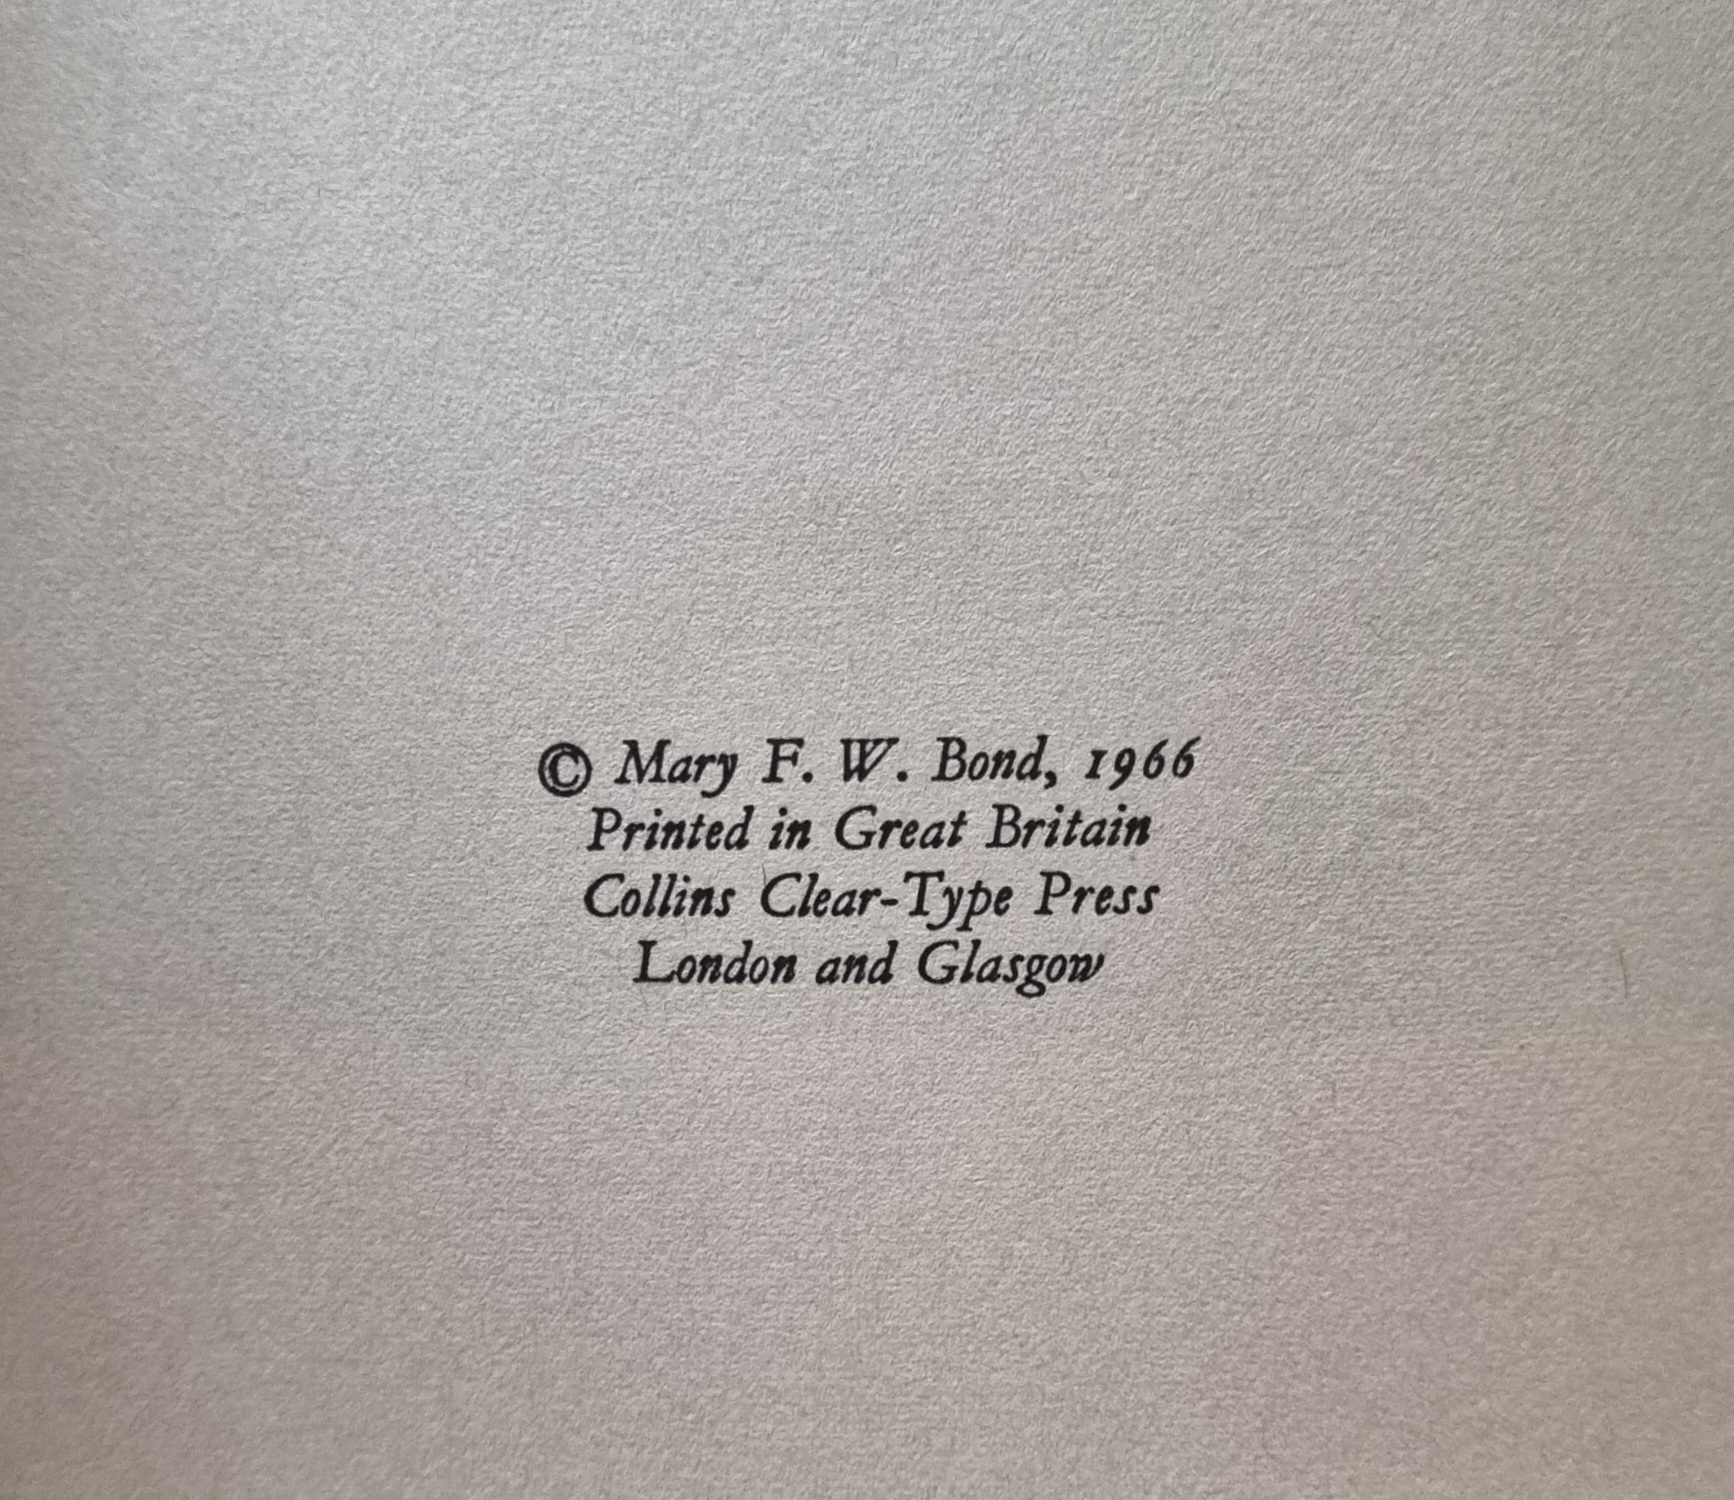 © Mary F. W. Bond, 1966
Printed in Great Britain
Collins Clear-Type Press
London and Glasgow